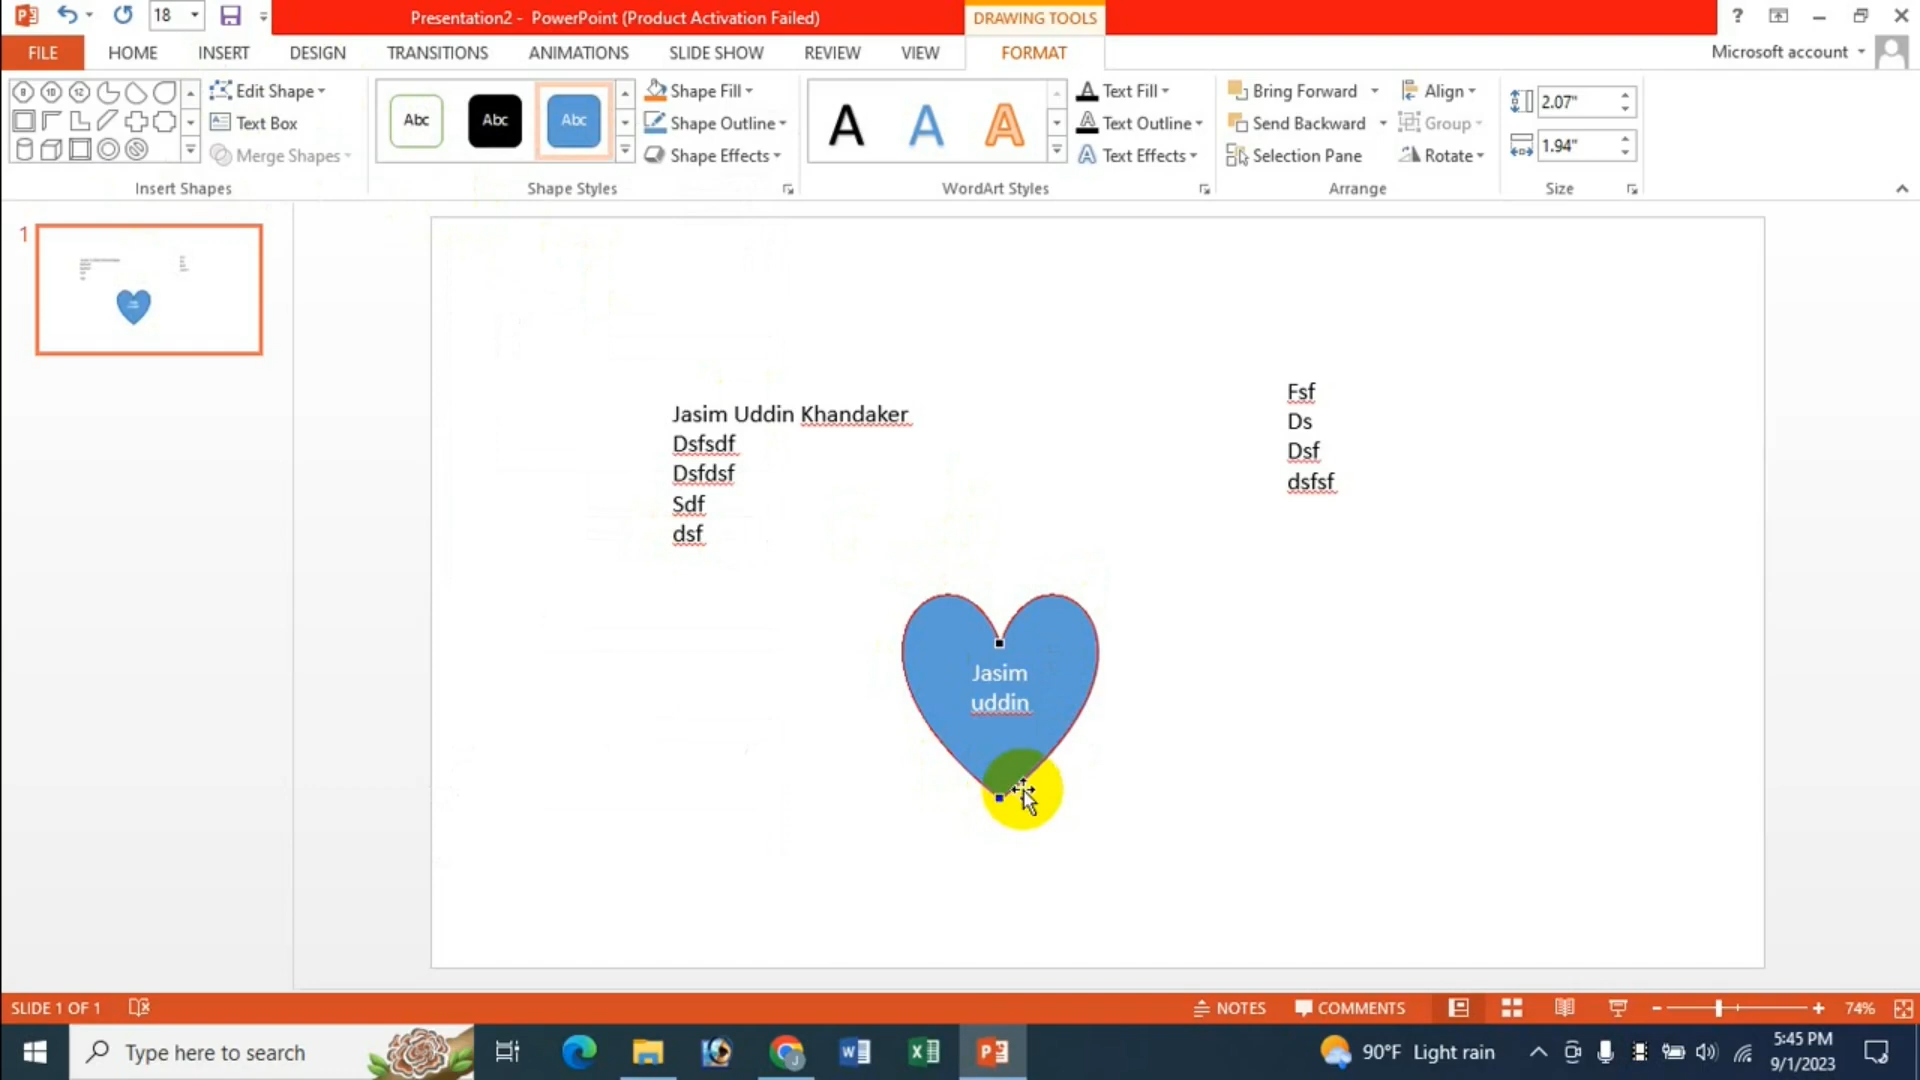 18
Presentation2 - PowerPoint (Product Activation Failed)
DRAWING TOOLS
?
FILE
HOME
INSERT
DESIGN
TRANSITIONS
ANIMATIONS
SLIDE SHOW
REVIEW
VIEW
FORMAT
Microsoft account
Edit Shape
Text Box
Merge Shapes
Insert Shapes
Abc
Abc
Abc
Shape Fill
Shape Outline
Shape Effects
Shape Styles
A
A
A
WordArt Styles
Text Fill
Text Outline
Text Effects
Bring Forward
Send Backward
Selection Pane
Align
Group
Rotate
Arrange
2.07"
1.94"
Size
1
Jasim Uddin Khandaker
Dsfsdf
Dsfdsf
Sdf
dsf
Fsf
Ds
Dsf
dsfsf
Jasim
uddin
SLIDE 1 OF 1
NOTES
COMMENTS
74%
Type here to search
90°F Light rain
5:45 PM
9/1/2023